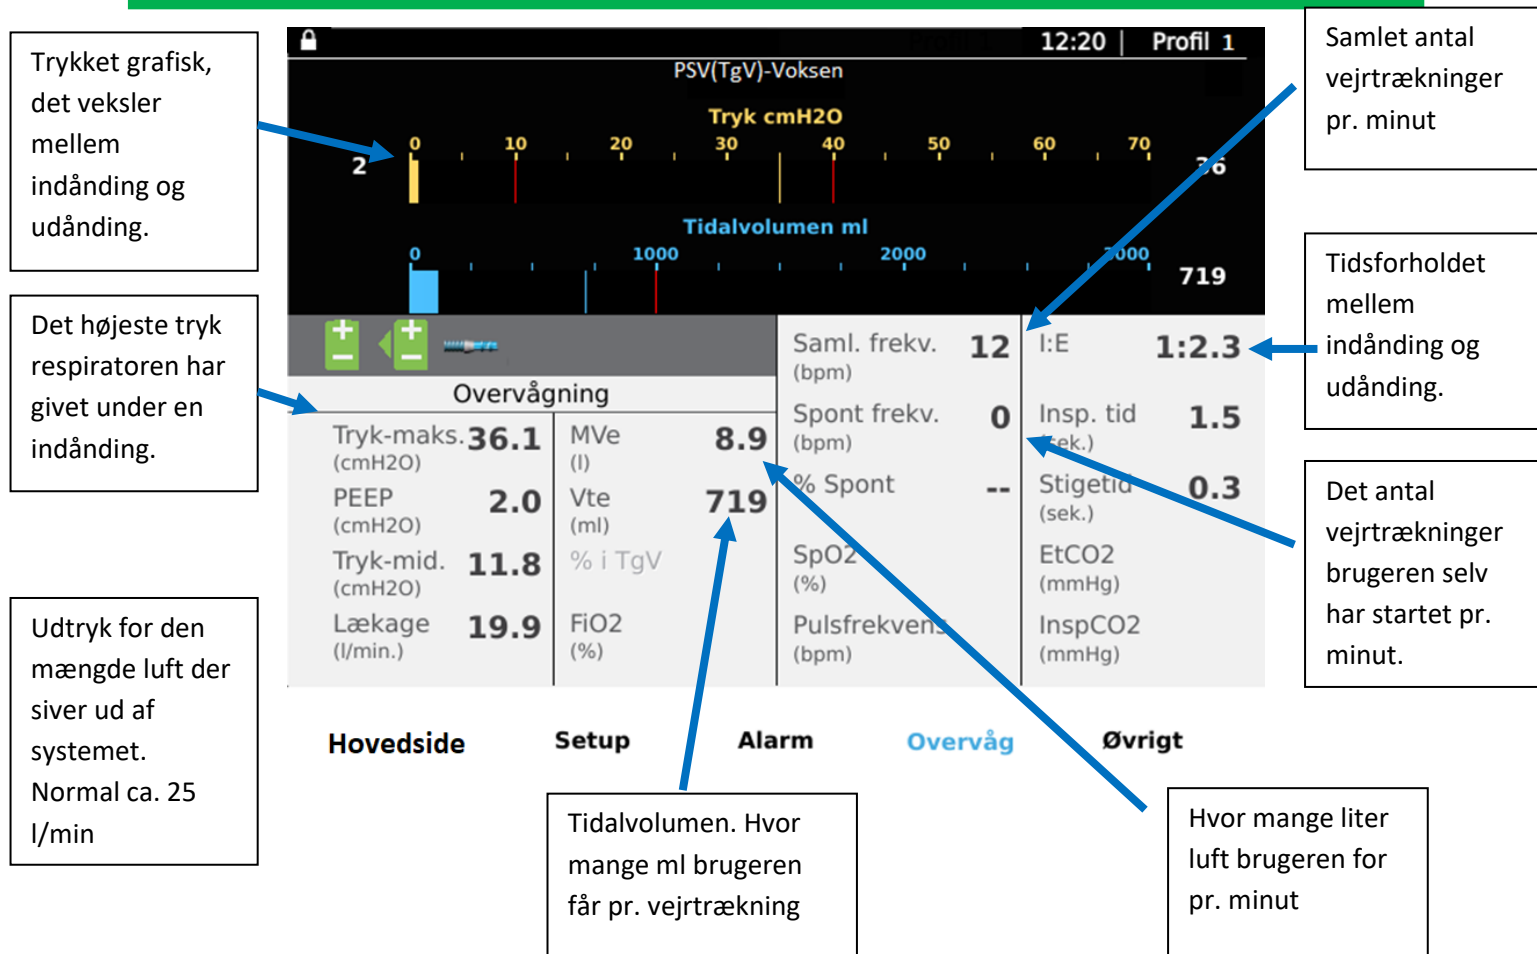 Trykket grafisk,
det veksler
mellem
indånding og
udånding.
Det højeste tryk
respiratoren har
givet under en
indånding.
Udtryk for den
mængde luft der
siver ud af
systemet.
Normal ca. 25
l/min
12:20 | Profil 1
PSV(TgV)-Voksen
Tryk cmH2O
0 10 20 30 40 50 60 70
2 36
Tidalvolumen ml
0 1000 2000 3000
719
Overvågning
Tryk-maks. 36.1
(cmH2O)
PEEP 2.0
(cmH2O)
Tryk-mid. 11.8
(cmH2O)
Lækage 19.9
(l/min.)
MVe 8.9
(l)
Vte 719
(ml)
% i TgV
FiO2
(%)
Saml. frekv. 12
(bpm)
Spont frekv. 0
(bpm)
% Spont --
SpO2
(%)
Pulsfrekvens
(bpm)
I:E 1:2.3
Insp. tid 1.5
(sek.)
Stigetid 0.3
(sek.)
EtCO2
(mmHg)
InspCO2
(mmHg)
Hovedside Setup Alarm Overvåg Øvrigt
Samlet antal
vejrtrækninger
pr. minut
Tidsforholdet
mellem
indånding og
udånding.
Det antal
vejrtrækninger
brugeren selv
har startet pr.
minut.
Tidalvolumen. Hvor
mange ml brugeren
får pr. vejrtrækning
Hvor mange liter
luft brugeren for
pr. minut